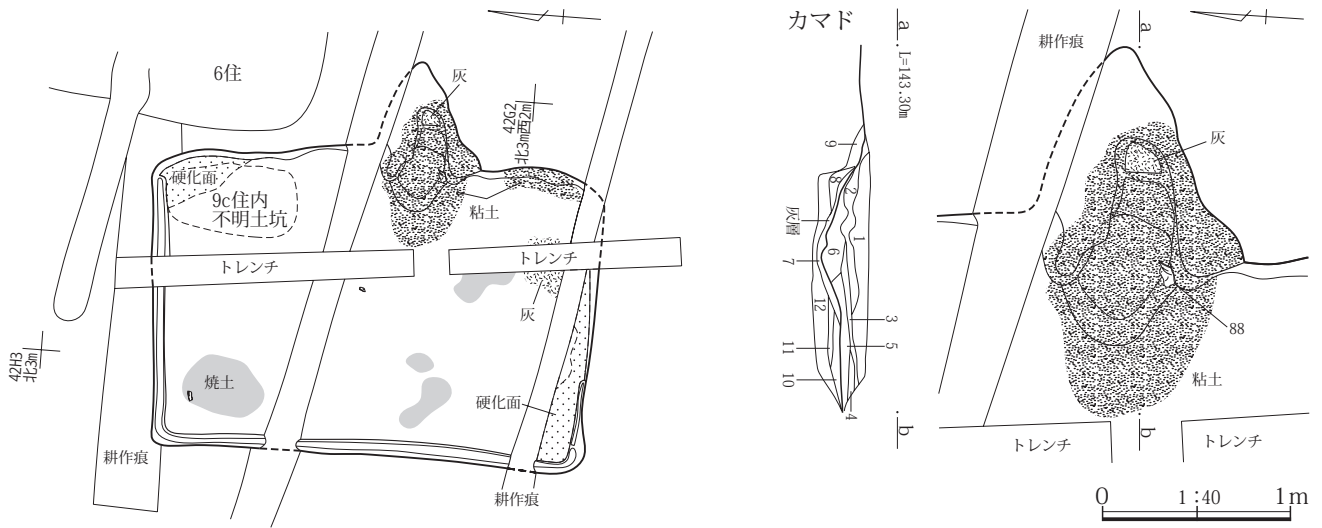 6住
灰
42G2
北3m西2m
硬化面
9c住内
不明土坑
粘土
トレンチ
トレンチ
灰
42H3
北3m
焼土
硬化面
耕作痕
耕作痕
カマド
a
L=143.30m
9
8
2
灰層
1
6
7
12
3
11
5
10
4
b
耕作痕
a
灰
88
粘土
トレンチ
b
トレンチ
0 1:40 1m